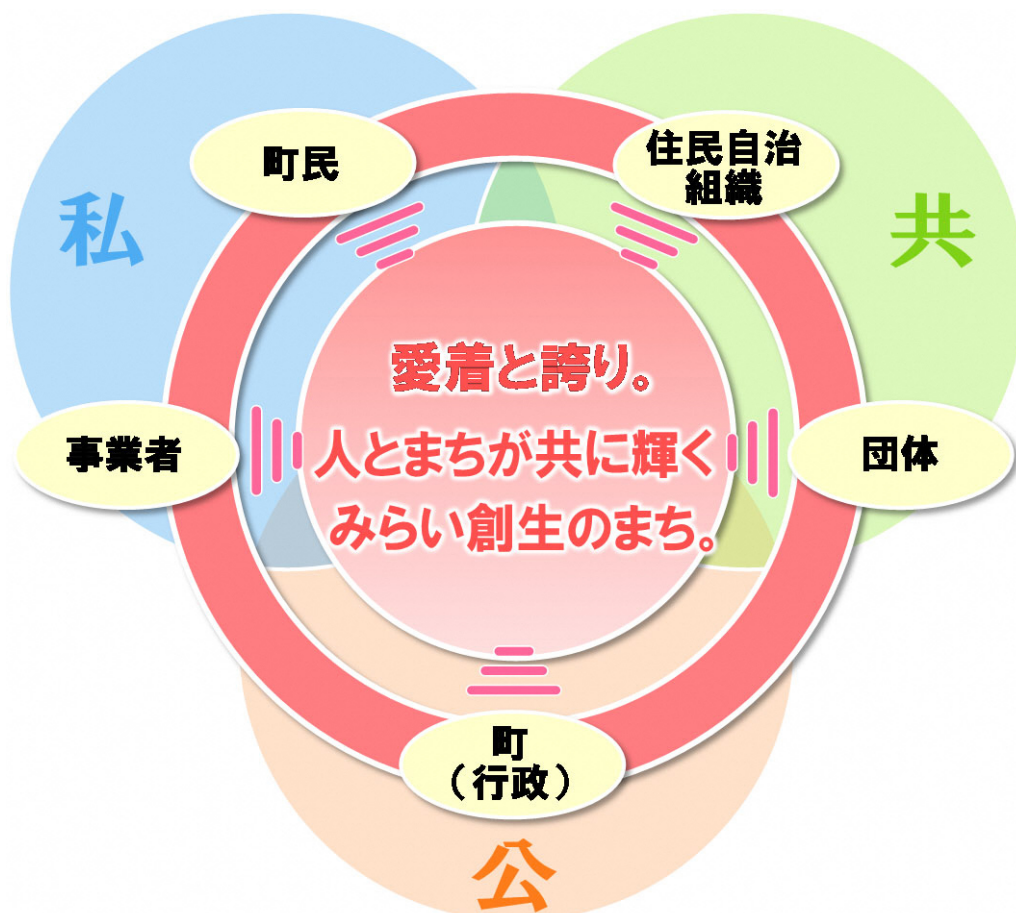 町民
住民自治
組織
私
共
愛着と誇り。
人とまちが共に輝く
みらい創生のまち。
事業者
団体
町
（行政）
公